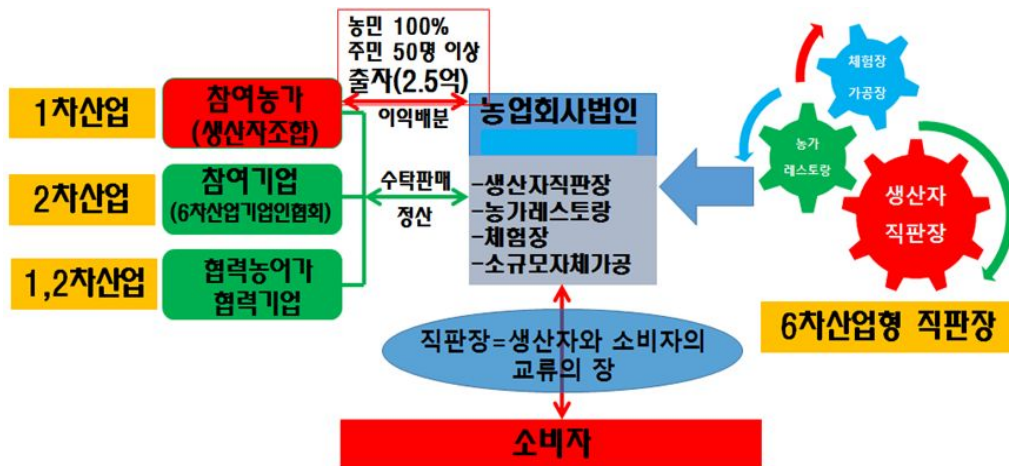 농민 100%
주민 50명 이상
출자(2.5억)
1차산업
참여농가
(생산자조합)
이익배분
농업회사법인
체험장
가공장
농가
레스토랑
생산자
직판장
2차산업
참여기업
(6차산업기업인협회)
수탁판매
정산
-생산자직판장
-농가레스토랑
-체험장
-소규모자체가공
1,2차산업
협력농어가
협력기업
6차산업형 직판장
직판장=생산자와 소비자의
교류의 장
소비자